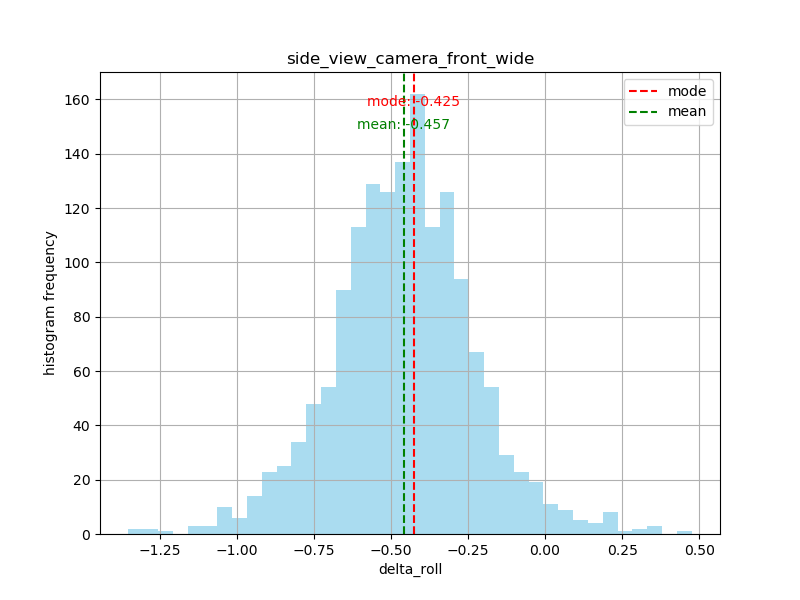 side_view_camera_front_wide
mode: -0.425
mean: -0.457
mode
mean
histogram frequency
160
140
120
100
80
60
40
20
0
−1.25
−1.00
−0.75
−0.50
−0.25
0.00
0.25
0.50
delta_roll